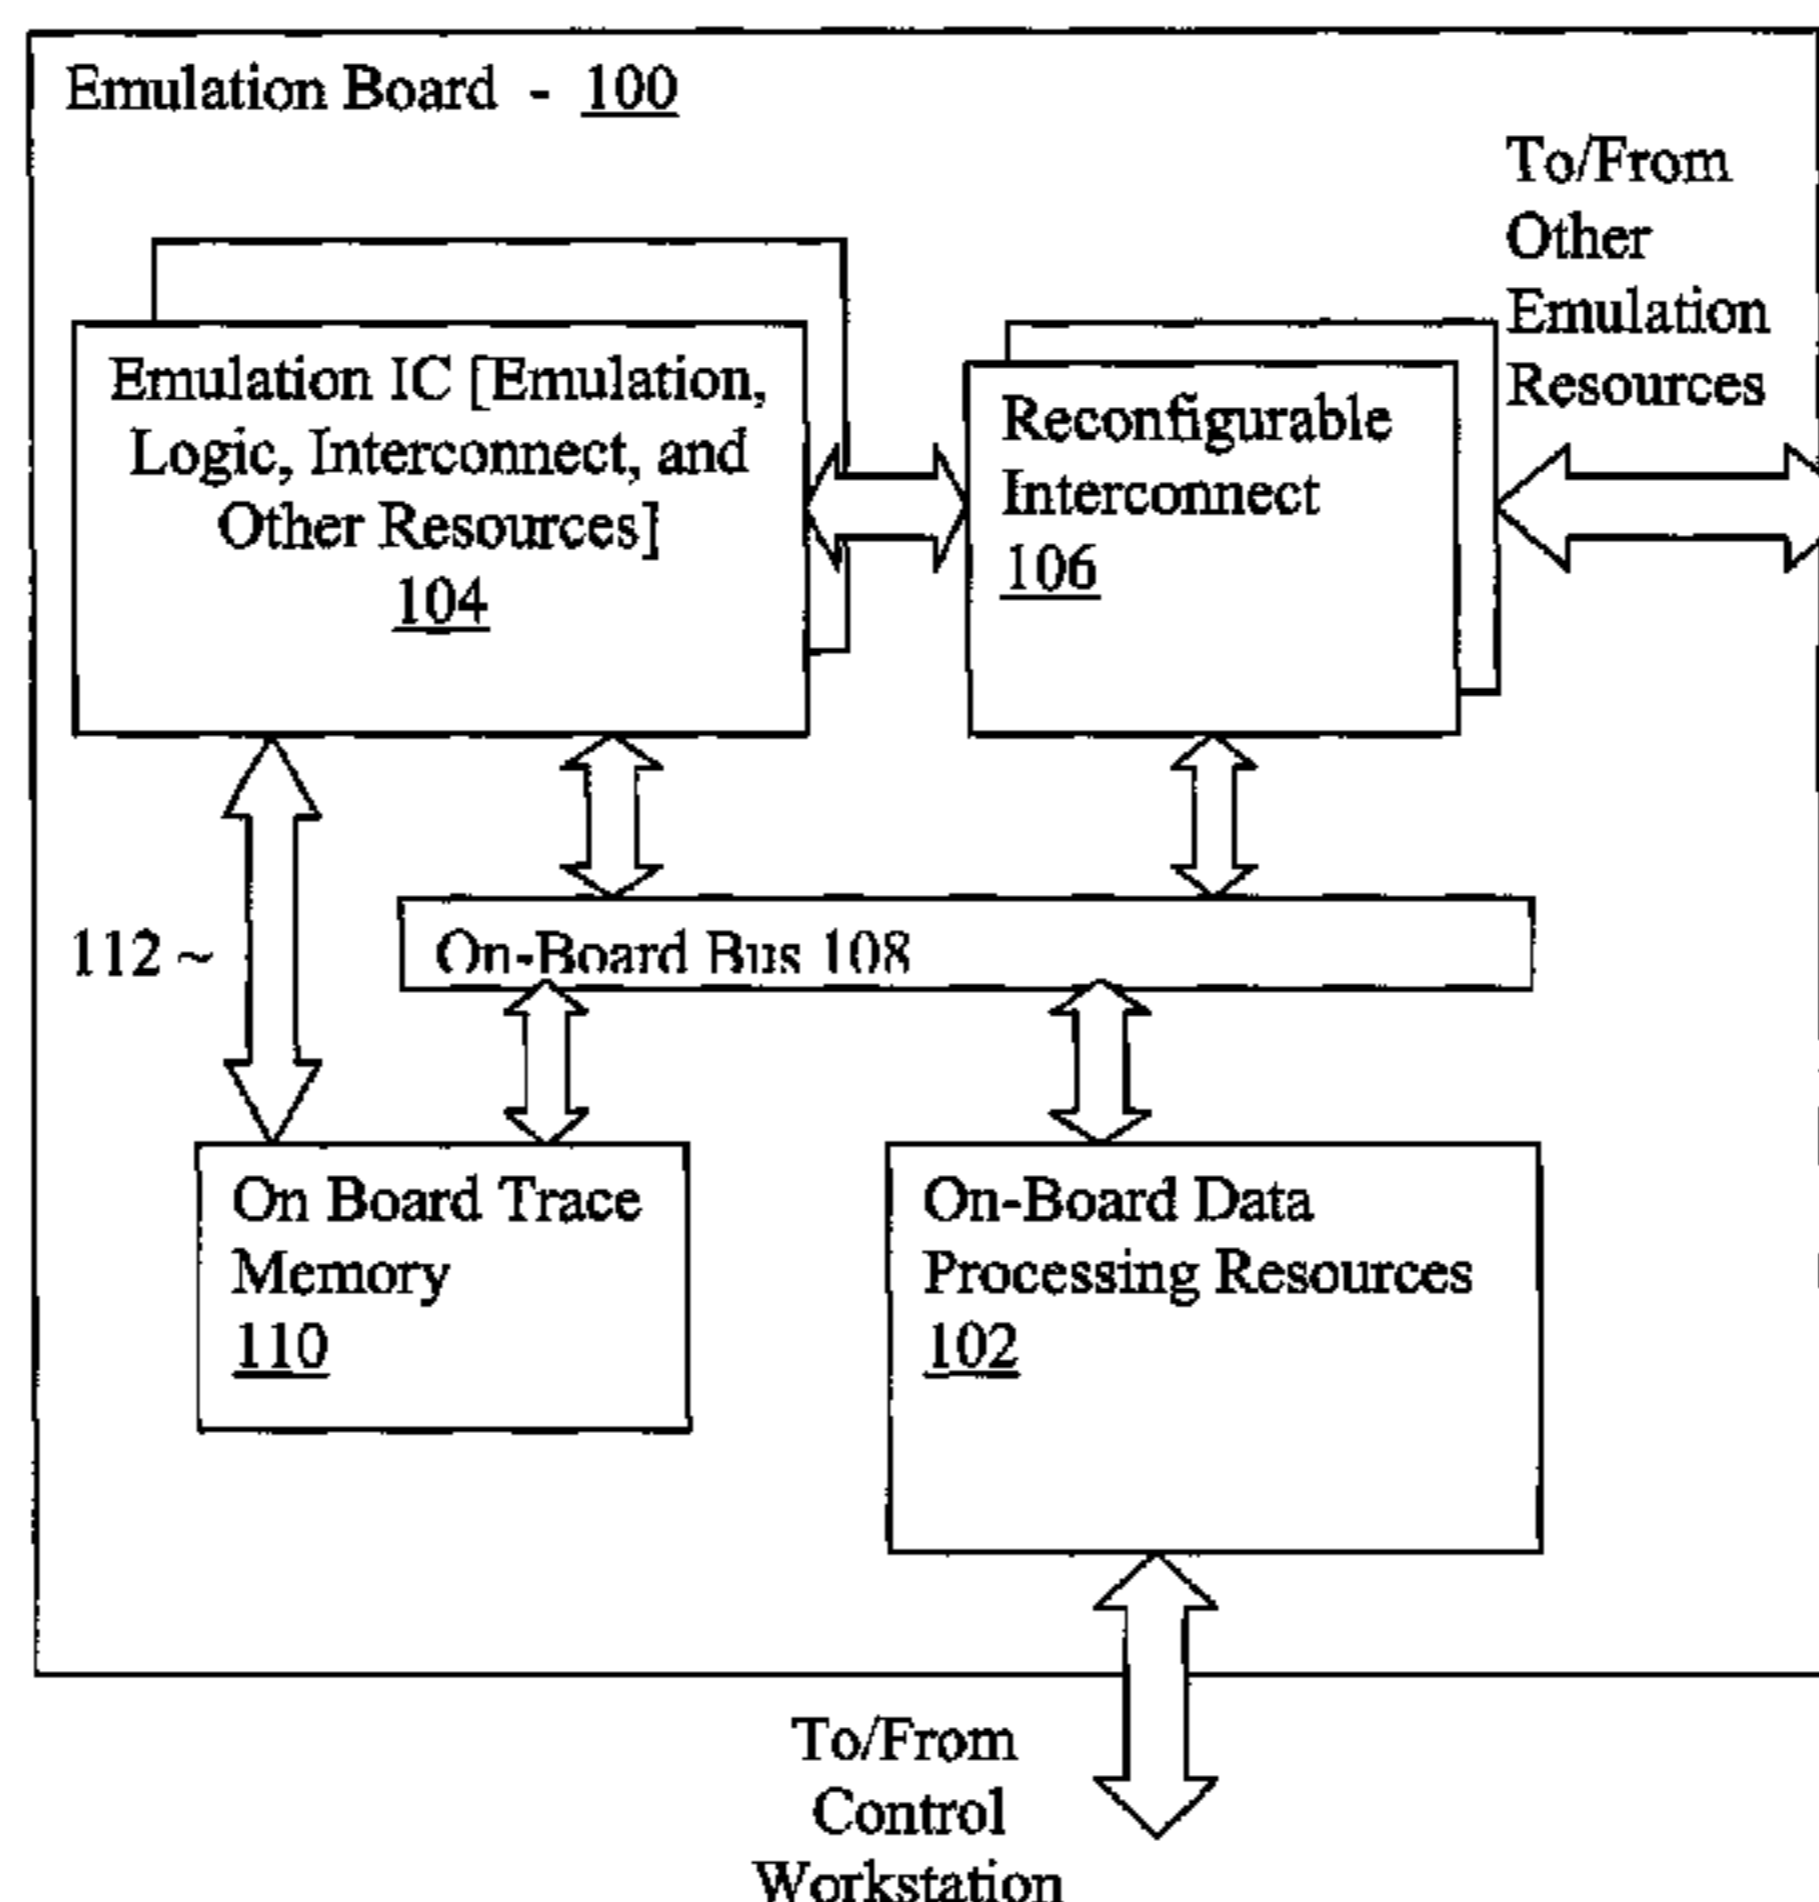 Emulation Board - 100
To/From
Other
Emulation
Resources
Emulation IC [Emulation,
Logic, Interconnect, and
Other Resources]
104
Reconfigurable
Interconnect
106
112 ~
On-Board Bus 108
On Board Trace
Memory
110
On-Board Data
Processing Resources
102
To/From
Control
Workstation